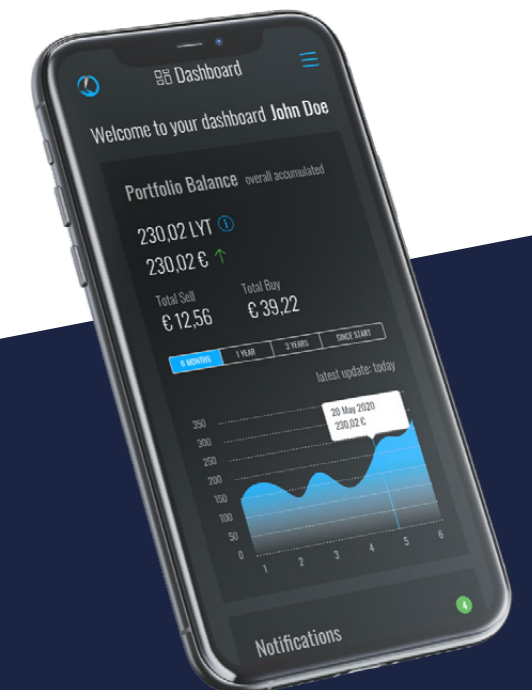 Dashboard
Welcome to your dashboard John Doe
Portfolio Balance overall accumulated
230,02 LYT
230,02 €
Total Sell Total Buy
€ 12,56 € 39,22
6 MONTHS 1 YEAR 3 YEARS SINCE START
latest update: today
20 May 2020
230,02 €
350
300
250
200
150
100
50
0
1 2 3 4 5 6
Notifications 4